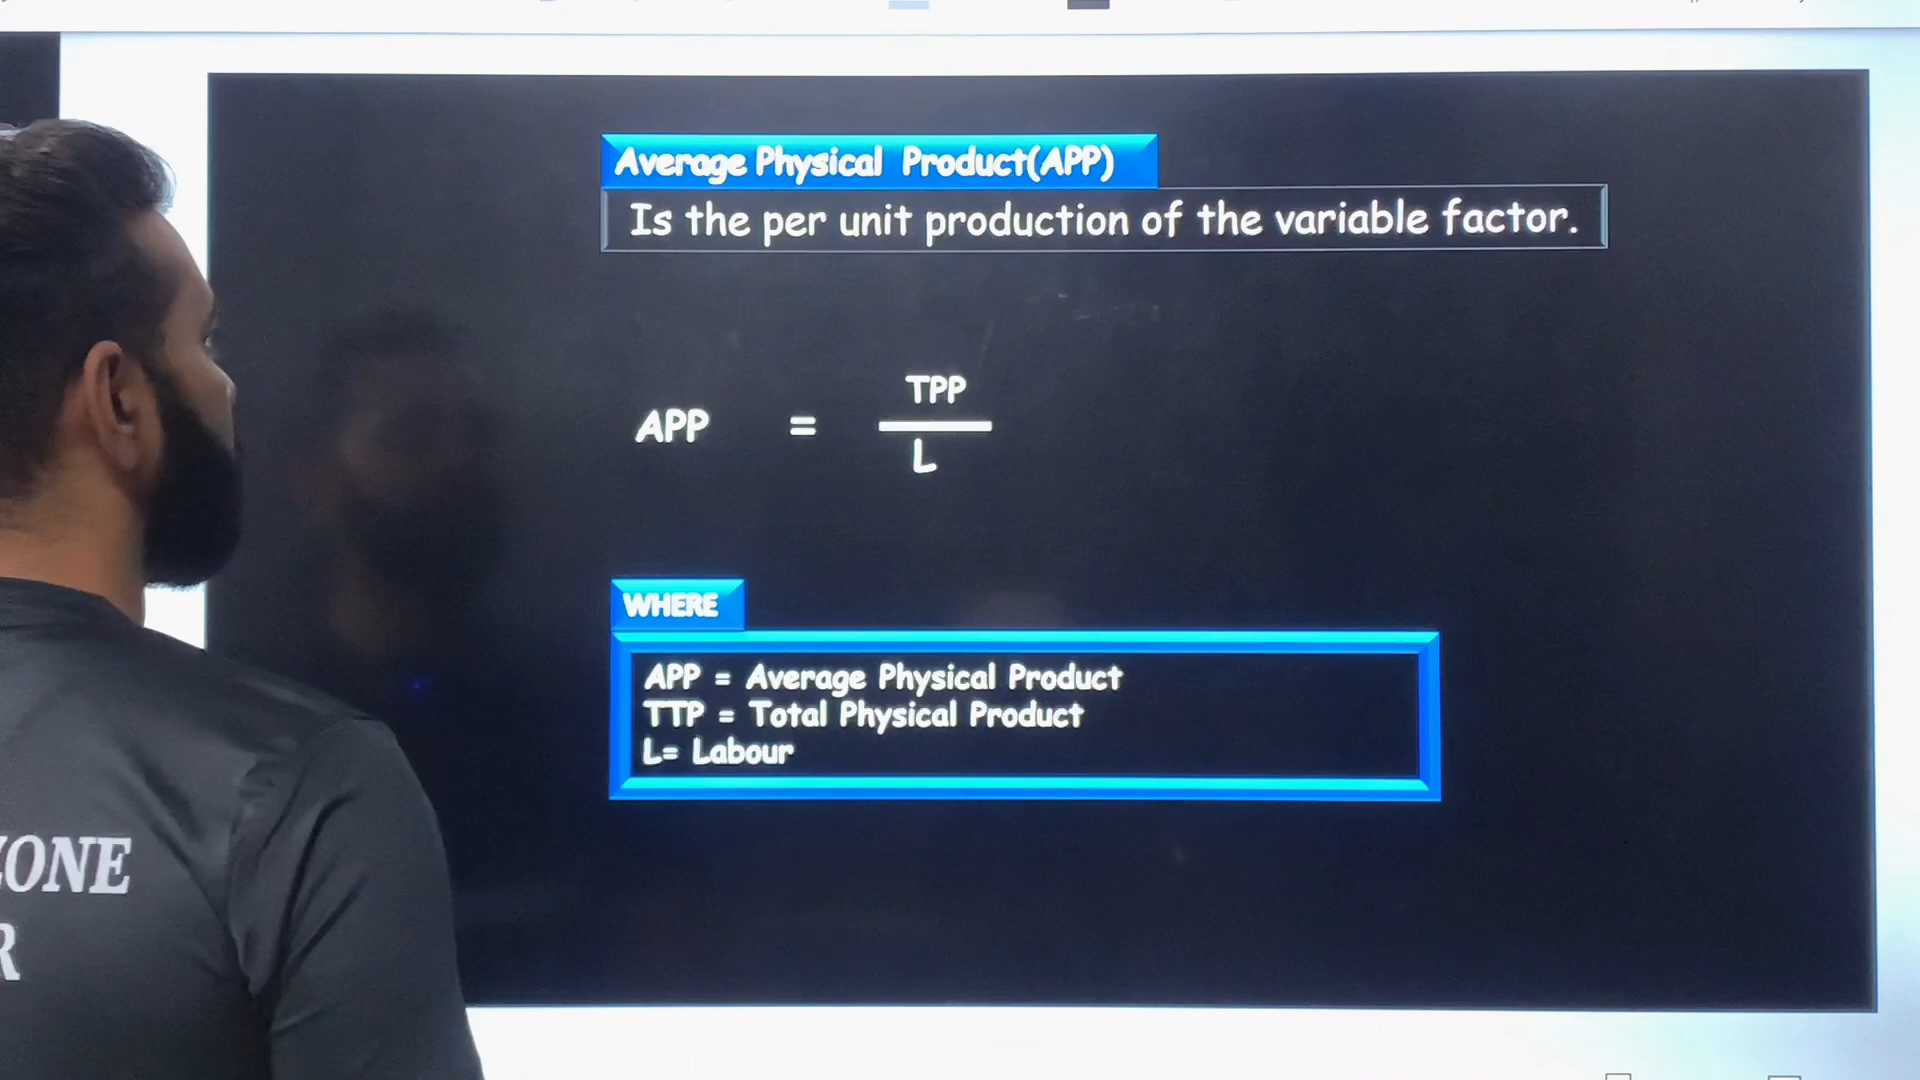 Average Physical Product(APP)
Is the per unit production of the variable factor.
APP = TPP
L
WHERE
APP = Average Physical Product
TTP = Total Physical Product
L= Labour
ZONE
R